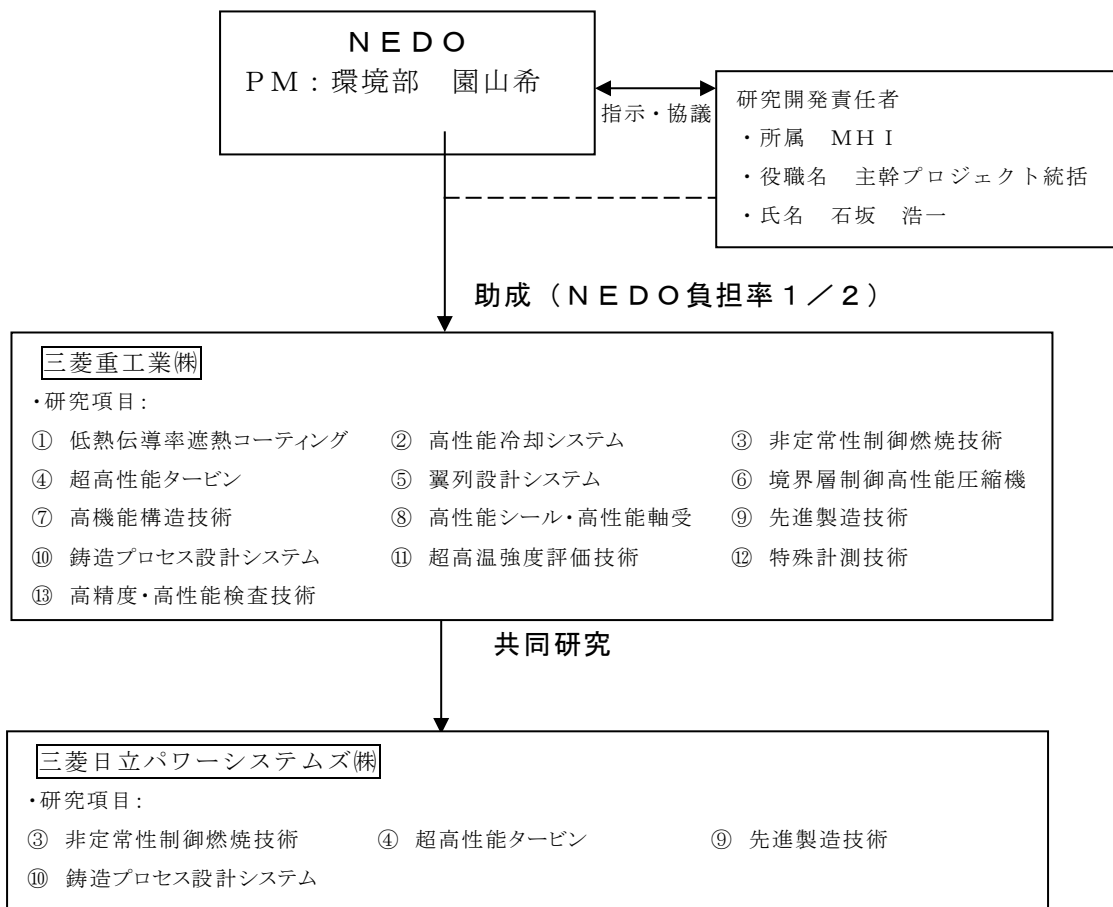 ＮＥＤＯ
ＰＭ：環境部　園山希
指示・協議
研究開発責任者
・所属　ＭＨＩ
・役職名　主幹プロジェクト統括
・氏名　石坂　浩一
助成（ＮＥＤＯ負担率１／２）
三菱重工業㈱
・研究項目：
① 低熱伝導率遮熱コーティング　② 高性能冷却システム　③ 非定常性制御燃焼技術
④ 超高性能タービン　⑤ 翼列設計システム　⑥ 境界層制御高性能圧縮機
⑦ 高機能構造技術　⑧ 高性能シール・高性能軸受　⑨ 先進製造技術
⑩ 鋳造プロセス設計システム　⑪ 超高温強度評価技術　⑫ 特殊計測技術
⑬ 高精度・高性能検査技術
共同研究
三菱日立パワーシステムズ㈱
・研究項目：
③ 非定常性制御燃焼技術　④ 超高性能タービン　⑨ 先進製造技術
⑩ 鋳造プロセス設計システム